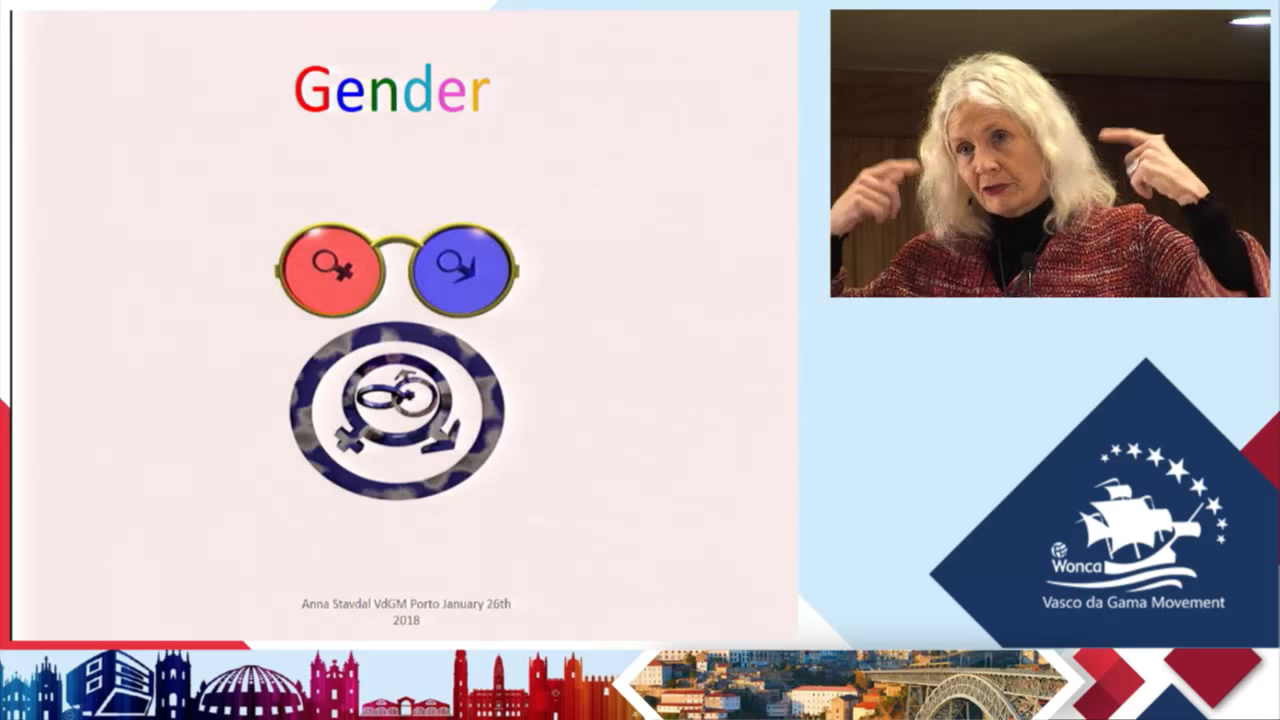 Gender
Anna Stavdal VdGM Porto January 26th
2018
Wonca
Vasco da Gama Movement